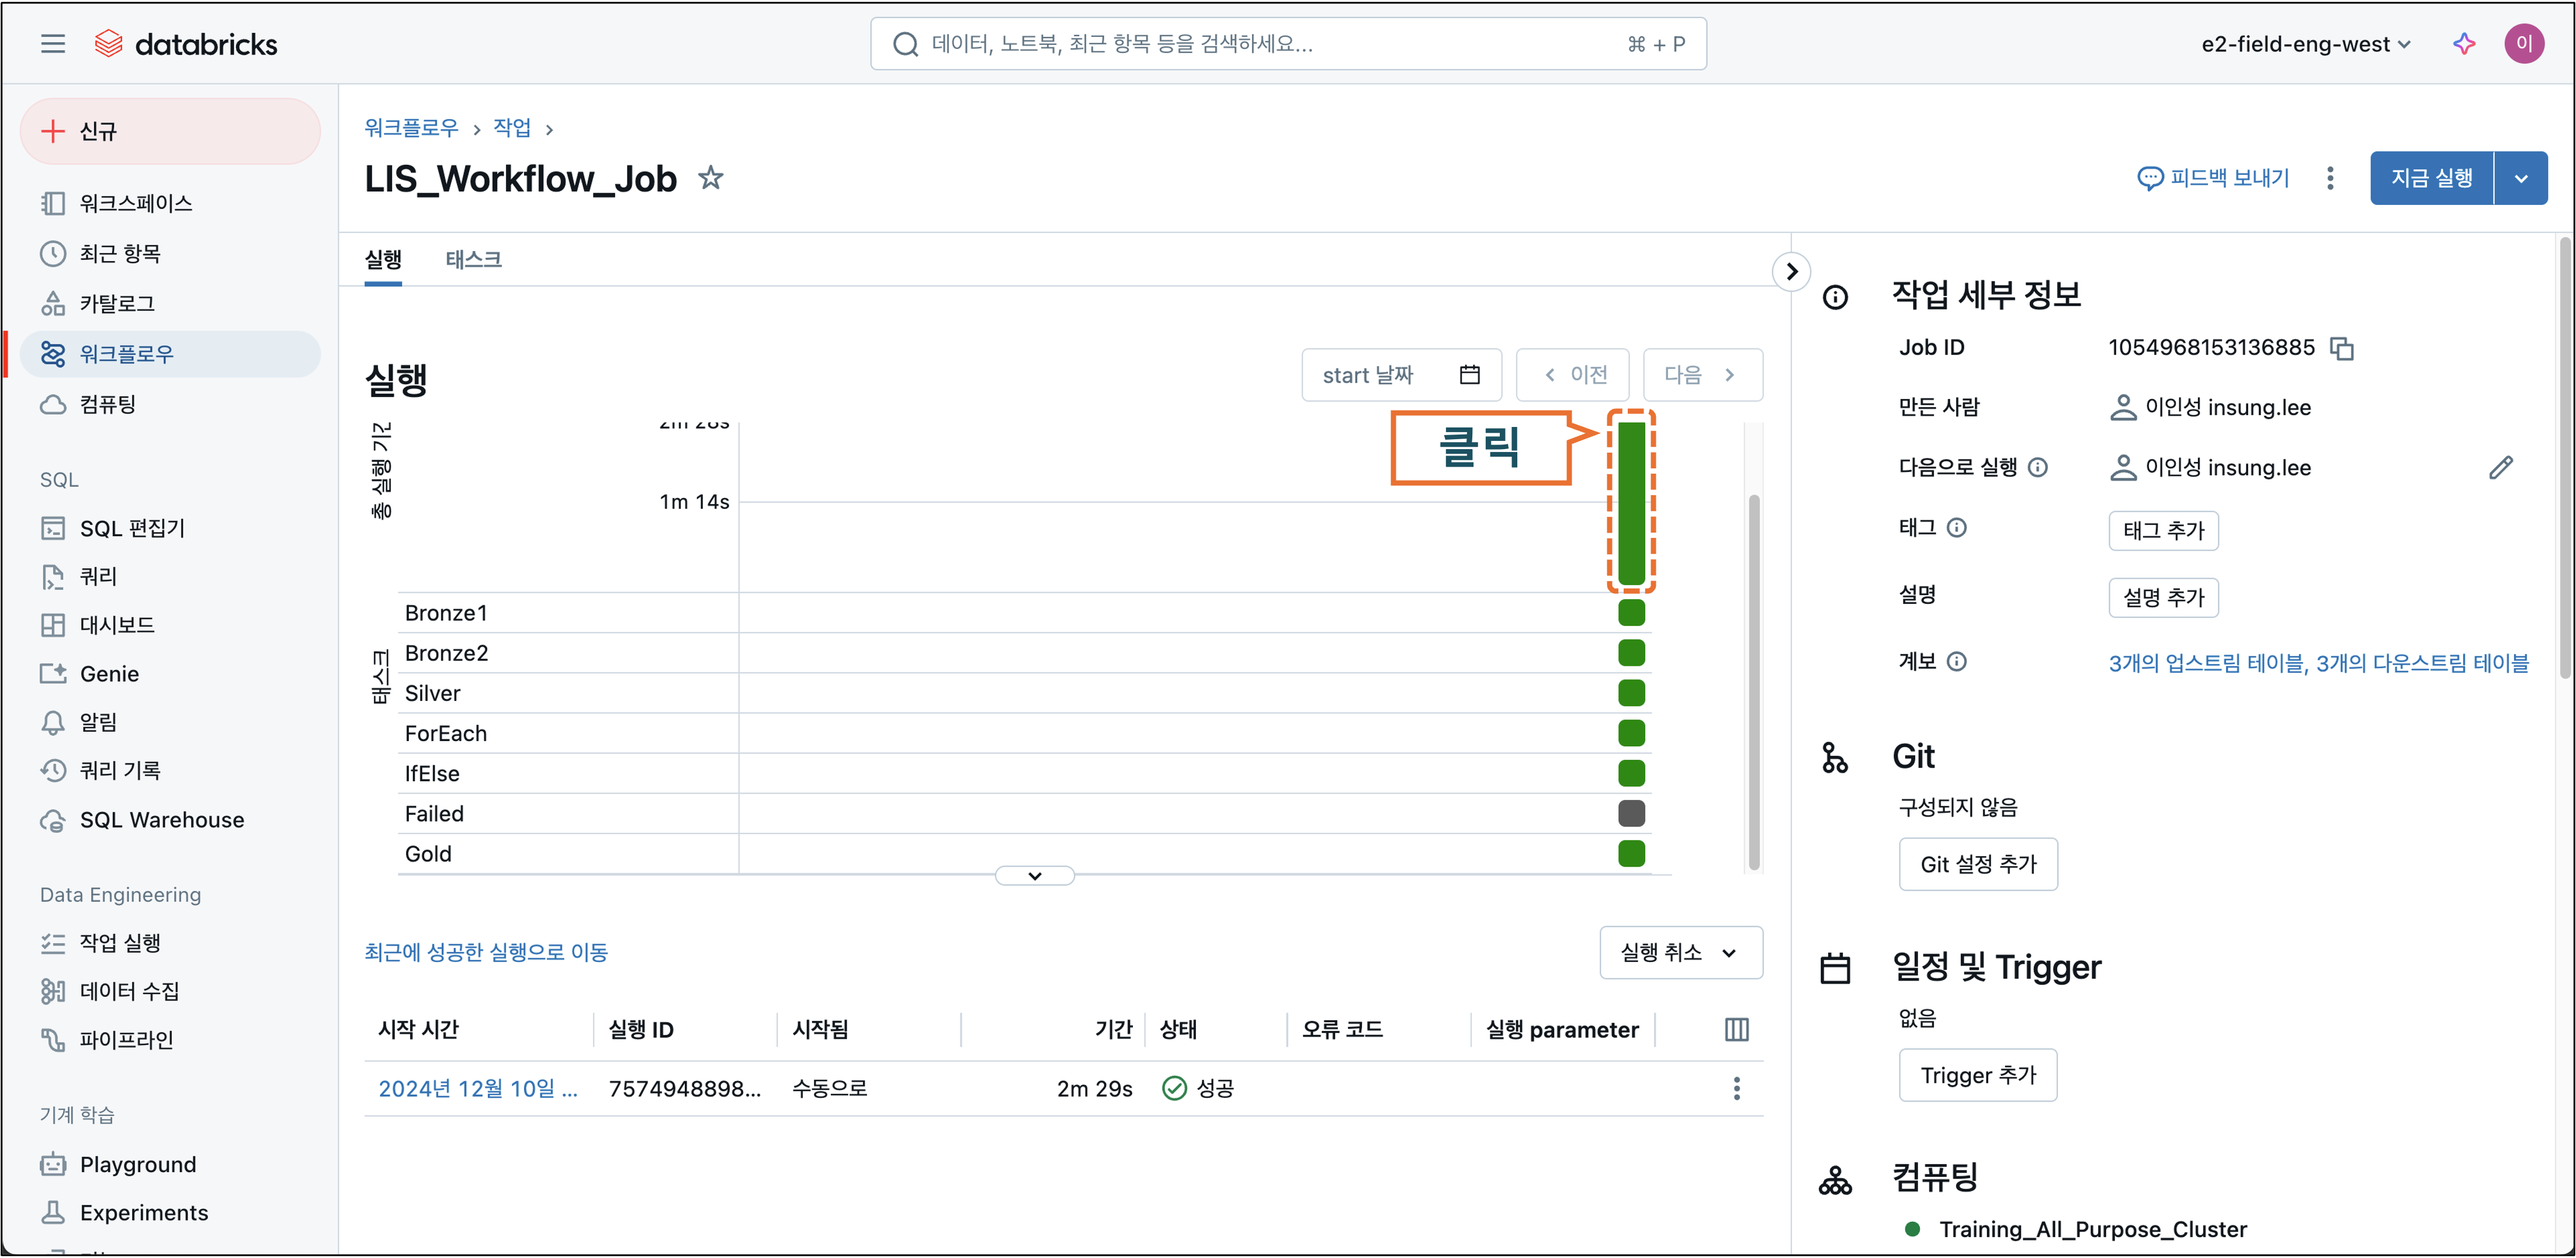 databricks
데이터, 노트북, 최근 항목 등을 검색하세요...
⌘ + P
e2-field-eng-west
이
신규
워크스페이스
최근 항목
카탈로그
워크플로우
컴퓨팅
SQL
SQL 편집기
쿼리
대시보드
Genie
알림
쿼리 기록
SQL Warehouse
Data Engineering
작업 실행
데이터 수집
파이프라인
기계 학습
Playground
Experiments
워크플로우 › 작업 ›
LIS_Workflow_Job
피드백 보내기
지금 실행
실행
태스크
실행
start 날짜
이전
다음
총 실행 기간
2m 28s
1m 14s
클릭
태스크
Bronze1
Bronze2
Silver
ForEach
IfElse
Failed
Gold
최근에 성공한 실행으로 이동
실행 취소
시작 시간 실행 ID 시작됨 기간 상태 오류 코드 실행 parameter
2024년 12월 10일 ... 7574948898... 수동으로 2m 29s 성공
작업 세부 정보
Job ID 1054968153136885
만든 사람 이인성 insung.lee
다음으로 실행 이인성 insung.lee
태그 태그 추가
설명 설명 추가
계보 3개의 업스트림 테이블, 3개의 다운스트림 테이블
Git
구성되지 않음
Git 설정 추가
일정 및 Trigger
없음
Trigger 추가
컴퓨팅
Training_All_Purpose_Cluster